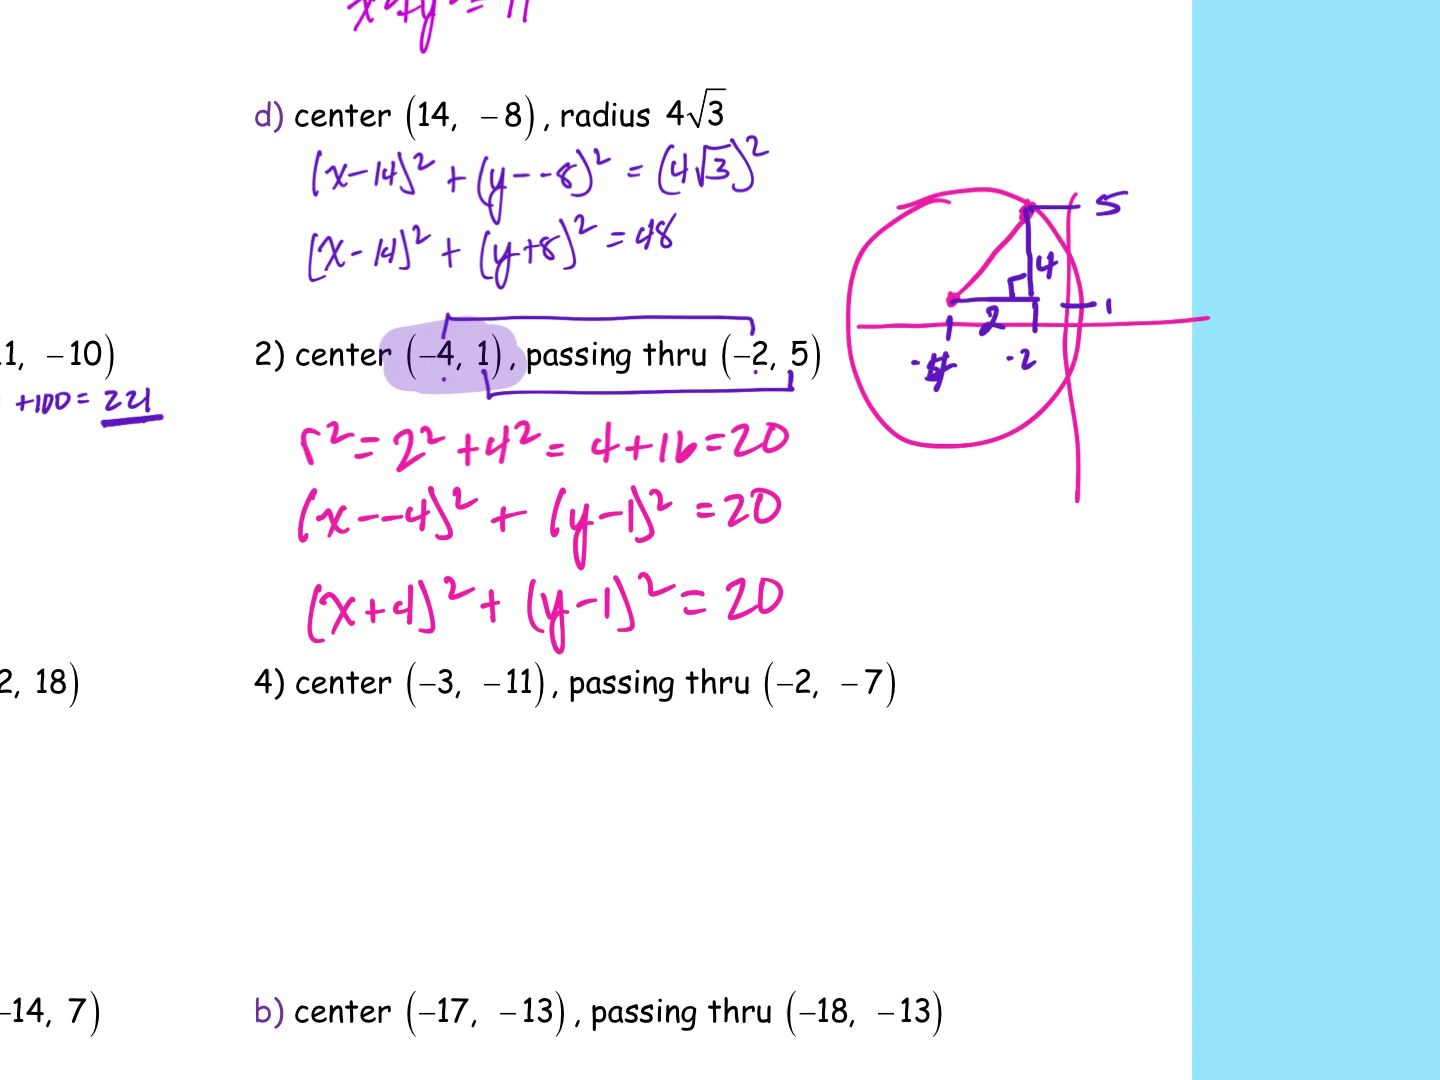 x²+y²= 11
d) center (14, −8), radius 4√3
(x−14)² + (y−−8)² = (4√3)²
(x−14)² + (y+8)² = 48
5
4
1
2
-4
-2
1, −10)
2) center (−4, 1), passing thru (−2, 5)
+100 = 221
r² = 2² + 4² = 4+16 = 20
(x−−4)² + (y−1)² = 20
(x+4)² + (y−1)² = 20
2, 18)
4) center (−3, −11), passing thru (−2, −7)
−14, 7)
b) center (−17, −13), passing thru (−18, −13)